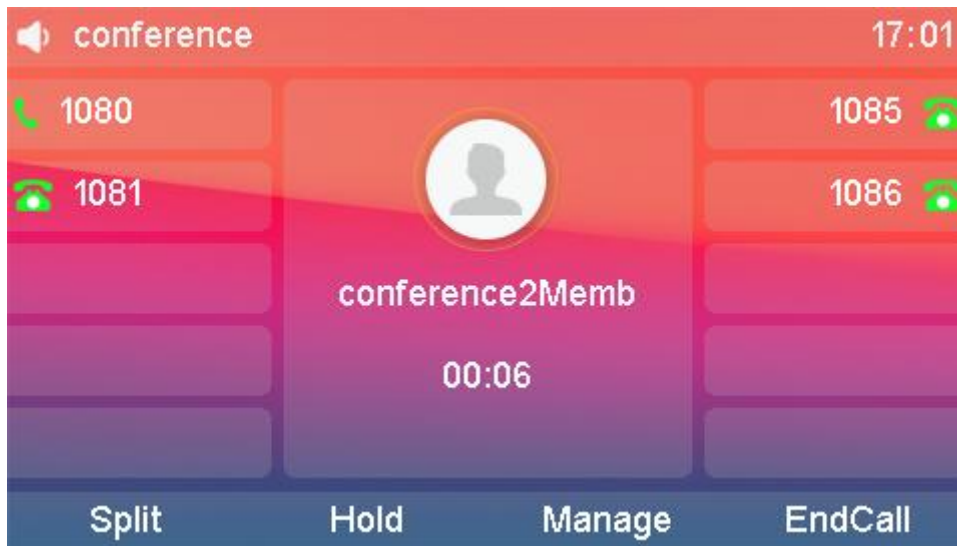 conference 17:01
1080 1085
1081 1086
conference2Memb
00:06
Split Hold Manage EndCall